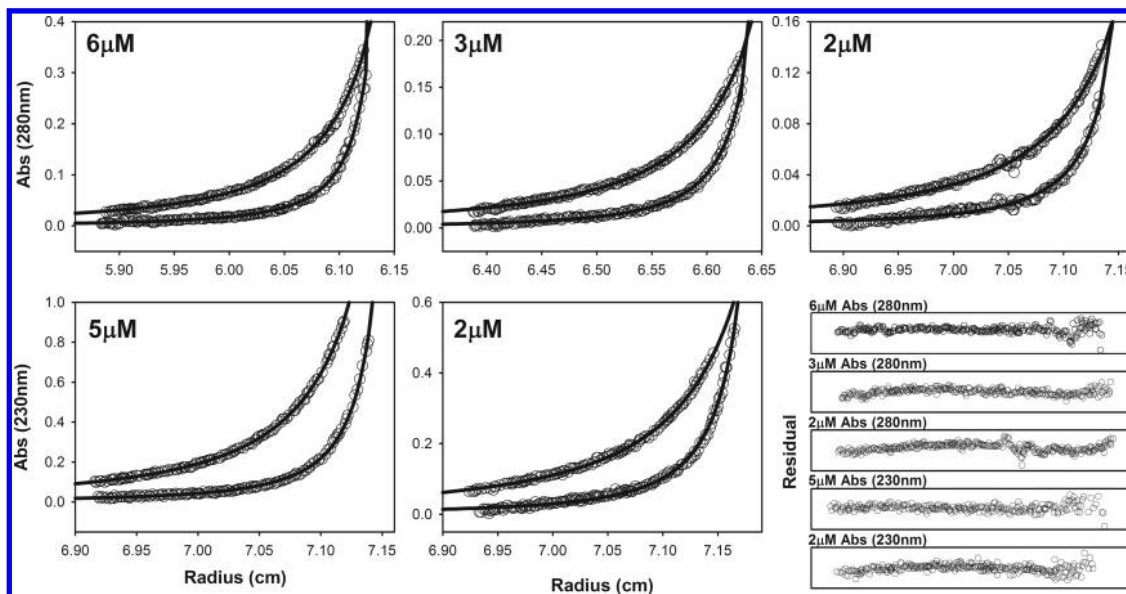 6μM
0.4
0.3
0.2
0.1
0.0
Abs (280nm)
5.90 5.95 6.00 6.05 6.10 6.15
3μM
0.20
0.15
0.10
0.05
0.00
6.40 6.45 6.50 6.55 6.60 6.65
2μM
0.16
0.12
0.08
0.04
0.00
6.90 6.95 7.00 7.05 7.10 7.15
5μM
1.0
0.8
0.6
0.4
0.2
0.0
Abs (230nm)
6.90 6.95 7.00 7.05 7.10 7.15
Radius (cm)
2μM
0.6
0.4
0.2
0.0
6.90 6.95 7.00 7.05 7.10 7.15
Radius (cm)
Residual
6μM Abs (280nm)
3μM Abs (280nm)
2μM Abs (280nm)
5μM Abs (230nm)
2μM Abs (230nm)